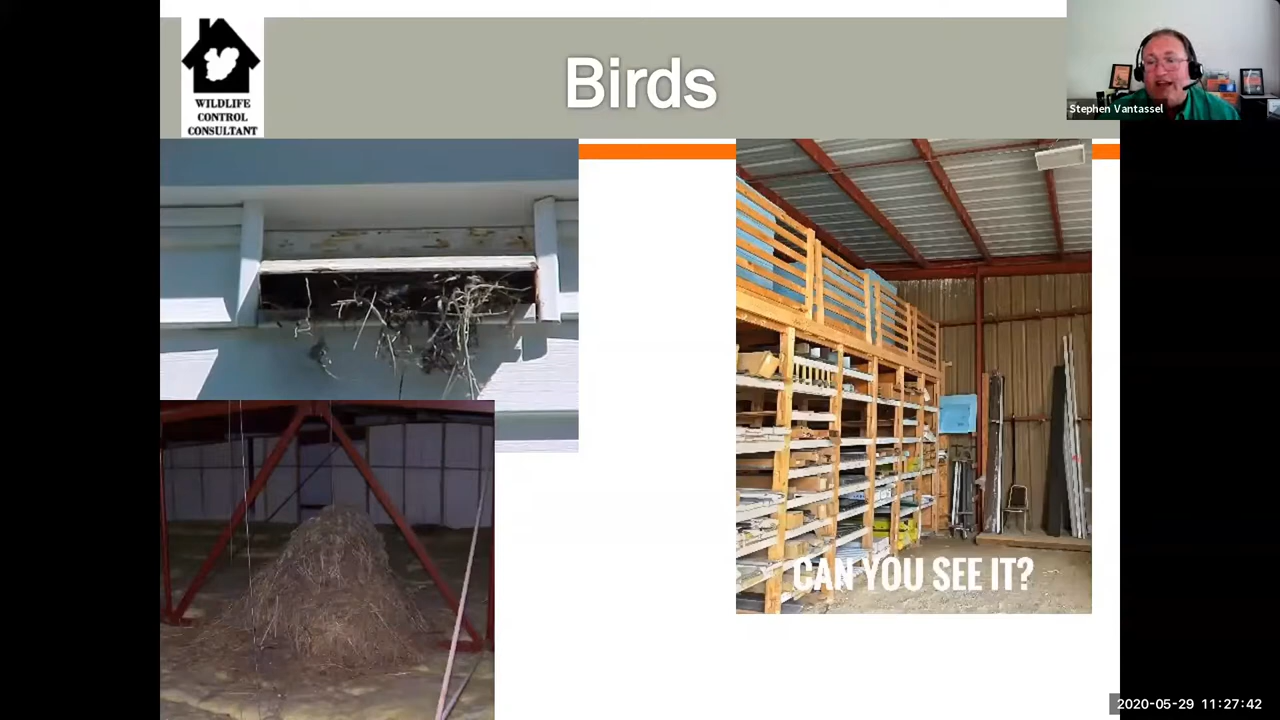 Birds
WILDLIFE
CONTROL
CONSULTANT
Stephen Vantassel
CAN YOU SEE IT?
2020-05-29 11:27:42